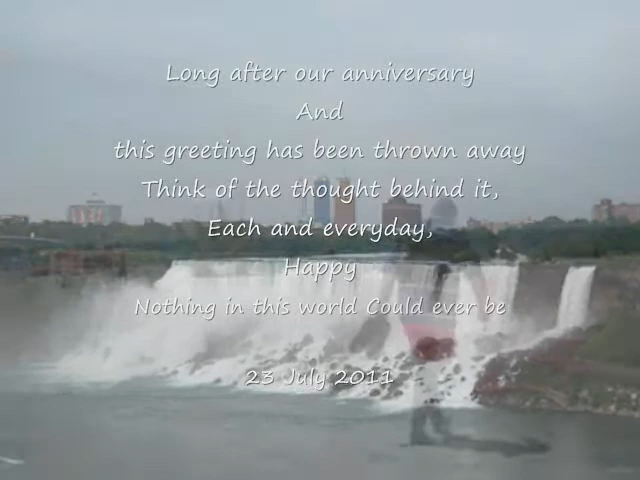 Long after our anniversary
And
this greeting has been thrown away
Think of the thought behind it,
Each and everyday,
Happy
Nothing in this world Could ever be
23 July 2011